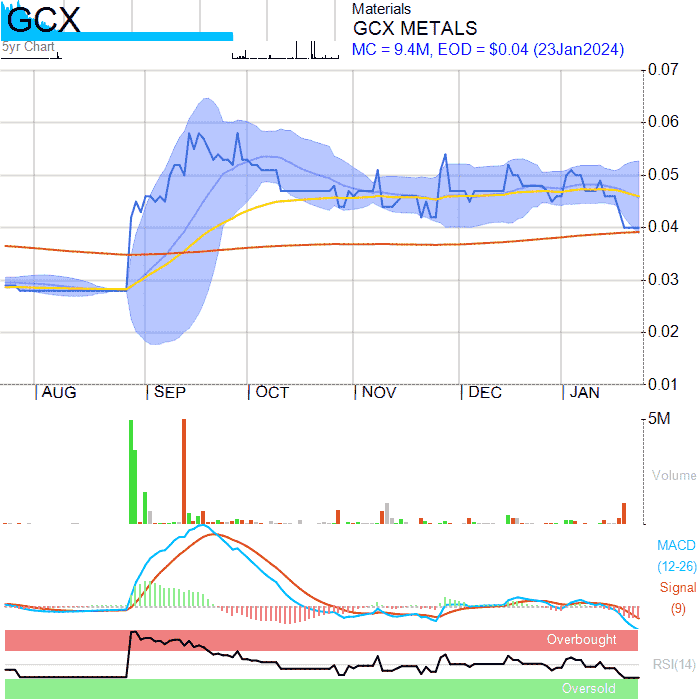 GCX
Materials
GCX METALS
5yr Chart
MC = 9.4M, EOD = $0.04 (23Jan2024)
0.07
0.06
0.05
0.04
0.03
0.02
0.01
AUG
SEP
OCT
NOV
DEC
JAN
5M
Volume
MACD
(12-26)
Signal
(9)
Overbought
RSI(14)
Oversold